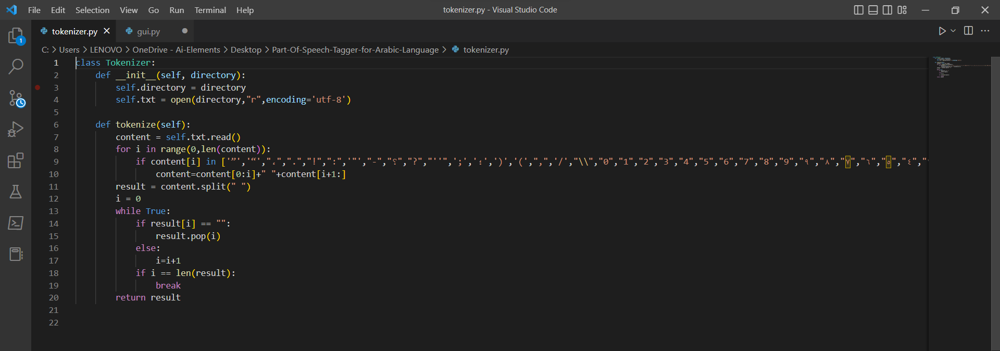 File Edit Selection View Go Run Terminal Help
tokenizer.py - Visual Studio Code
tokenizer.py
gui.py
1
C: > Users > LENOVO > OneDrive - Ai-Elements > Desktop > Part-Of-Speech-Tagger-for-Arabic-Language > tokenizer.py
1 class Tokenizer:
2 def __init__(self, directory):
3 self.directory = directory
4 self.txt = open(directory,"r",encoding='utf-8')
5
6 def tokenize(self):
7 content = self.txt.read()
8 for i in range(0,len(content)):
9 if content[i] in ['”','“',"،",".","!",":",'"',"-","؟","?","''",';','؛',')','(',",",'/',"\\","0","1","2","3","4","5","6","7","8","9","٩","٨","٧","٦","٥","٤","
10 content=content[0:i]+" "+content[i+1:]
11 result = content.split(" ")
12 i = 0
13 while True:
14 if result[i] == "":
15 result.pop(i)
16 else:
17 i=i+1
18 if i == len(result):
19 break
20 return result
21
22